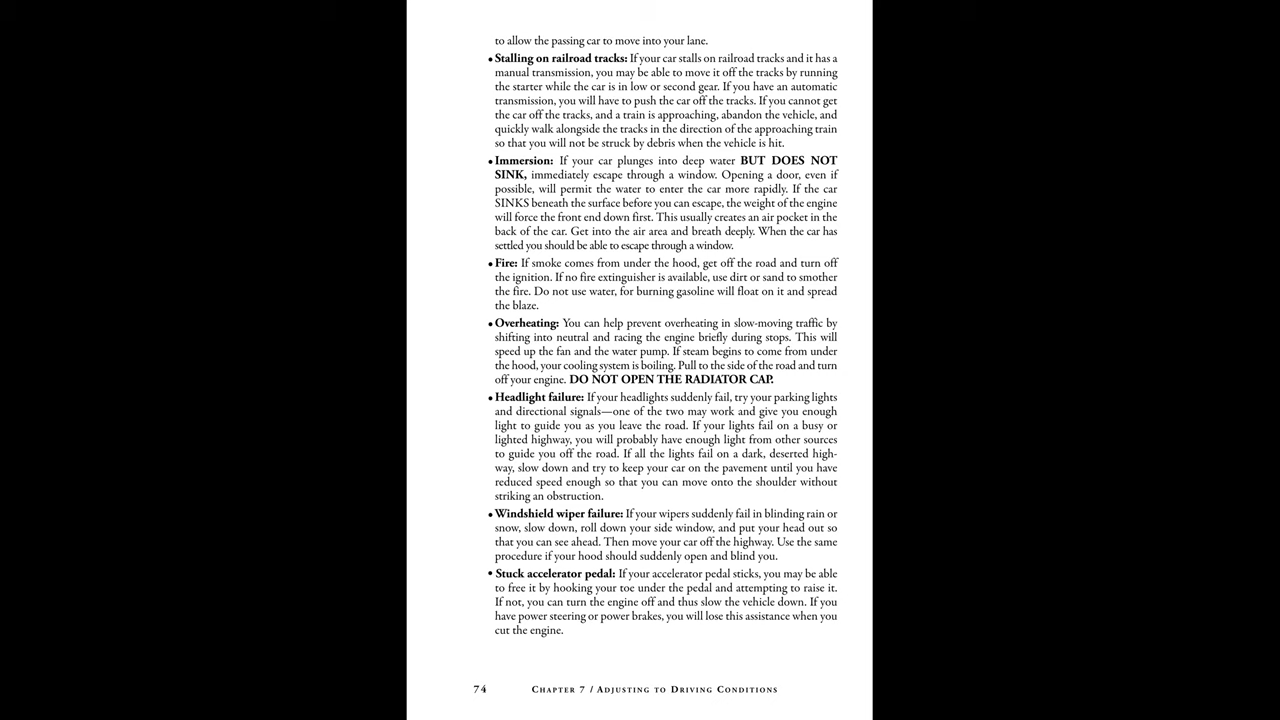 to allow the passing car to move into your lane.
• Stalling on railroad tracks: If your car stalls on railroad tracks and it has a
manual transmission, you may be able to move it off the tracks by running
the starter while the car is in low or second gear. If you have an automatic
transmission, you will have to push the car off the tracks. If you cannot get
the car off the tracks, and a train is approaching, abandon the vehicle, and
quickly walk alongside the tracks in the direction of the approaching train
so that you will not be struck by debris when the vehicle is hit.
• Immersion: If your car plunges into deep water BUT DOES NOT
SINK, immediately escape through a window. Opening a door, even if
possible, will permit the water to enter the car more rapidly. If the car
SINKS beneath the surface before you can escape, the weight of the engine
will force the front end down first. This usually creates an air pocket in the
back of the car. Get into the air area and breath deeply. When the car has
settled you should be able to escape through a window.
• Fire: If smoke comes from under the hood, get off the road and turn off
the ignition. If no fire extinguisher is available, use dirt or sand to smother
the fire. Do not use water, for burning gasoline will float on it and spread
the blaze.
• Overheating: You can help prevent overheating in slow-moving traffic by
shifting into neutral and racing the engine briefly during stops. This will
speed up the fan and the water pump. If steam begins to come from under
the hood, your cooling system is boiling. Pull to the side of the road and turn
off your engine. DO NOT OPEN THE RADIATOR CAP.
• Headlight failure: If your headlights suddenly fail, try your parking lights
and directional signals—one of the two may work and give you enough
light to guide you as you leave the road. If your lights fail on a busy or
lighted highway, you will probably have enough light from other sources
to guide you off the road. If all the lights fail on a dark, deserted high-
way, slow down and try to keep your car on the pavement until you have
reduced speed enough so that you can move onto the shoulder without
striking an obstruction.
• Windshield wiper failure: If your wipers suddenly fail in blinding rain or
snow, slow down, roll down your side window, and put your head out so
that you can see ahead. Then move your car off the highway. Use the same
procedure if your hood should suddenly open and blind you.
• Stuck accelerator pedal: If your accelerator pedal sticks, you may be able
to free it by hooking your toe under the pedal and attempting to raise it.
If not, you can turn the engine off and thus slow the vehicle down. If you
have power steering or power brakes, you will lose this assistance when you
cut the engine.
74 Chapter 7 / Adjusting to Driving Conditions